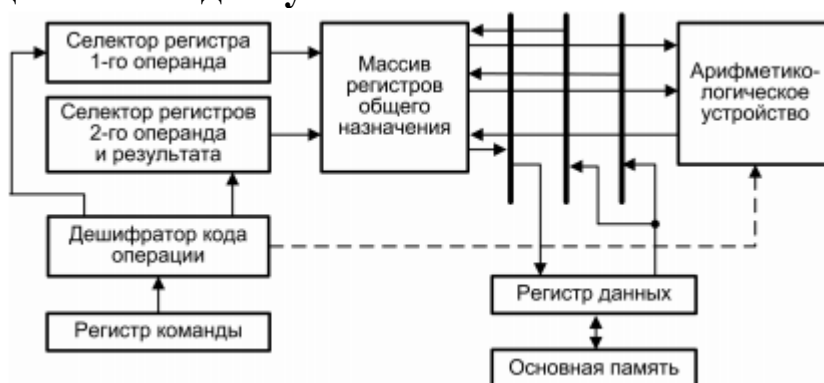 Селектор регистра
1-го операнда
Селектор регистров
2-го операнда
и результата
Дешифратор кода
операции
Регистр команды
Массив
регистров
общего
назначения
Арифметико-
логическое
устройство
Регистр данных
Основная память